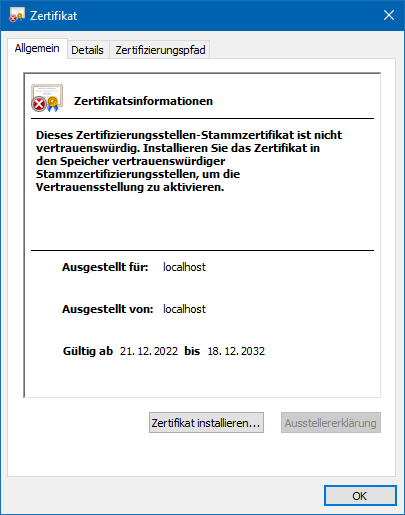 Zertifikat
Allgemein Details Zertifizierungspfad
Zertifikatsinformationen
Dieses Zertifizierungsstellen-Stammzertifikat ist nicht
vertrauenswürdig. Installieren Sie das Zertifikat in
den Speicher vertrauenswürdiger
Stammzertifizierungsstellen, um die
Vertrauensstellung zu aktivieren.
Ausgestellt für: localhost
Ausgestellt von: localhost
Gültig ab 21.12.2022 bis 18.12.2032
Zertifikat installieren... Ausstellererklärung
OK